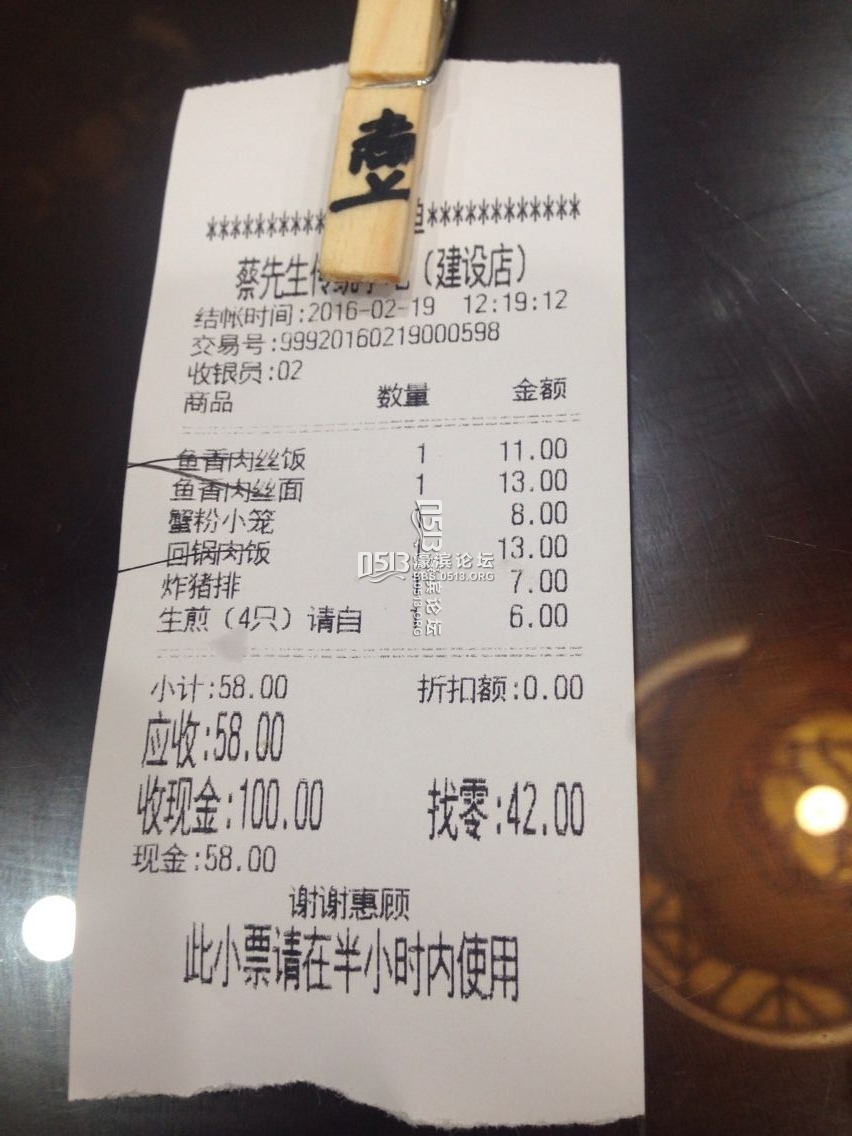 壹
************
蔡先生传统小吃（建设店）
结帐时间:2016-02-19 12:19:12
交易号:99920160219000598
收银员:02
商品 数量 金额
鱼香肉丝饭 1 11.00
鱼香肉丝面 1 13.00
蟹粉小笼 8.00
回锅肉饭 13.00
炸猪排 7.00
生煎（4只）请自 1 6.00
小计:58.00 折扣额:0.00
应收:58.00
收现金:100.00 找零:42.00
现金:58.00
谢谢惠顾
此小票请在半小时内使用
0513 濠滨论坛
BBS.0513.ORG